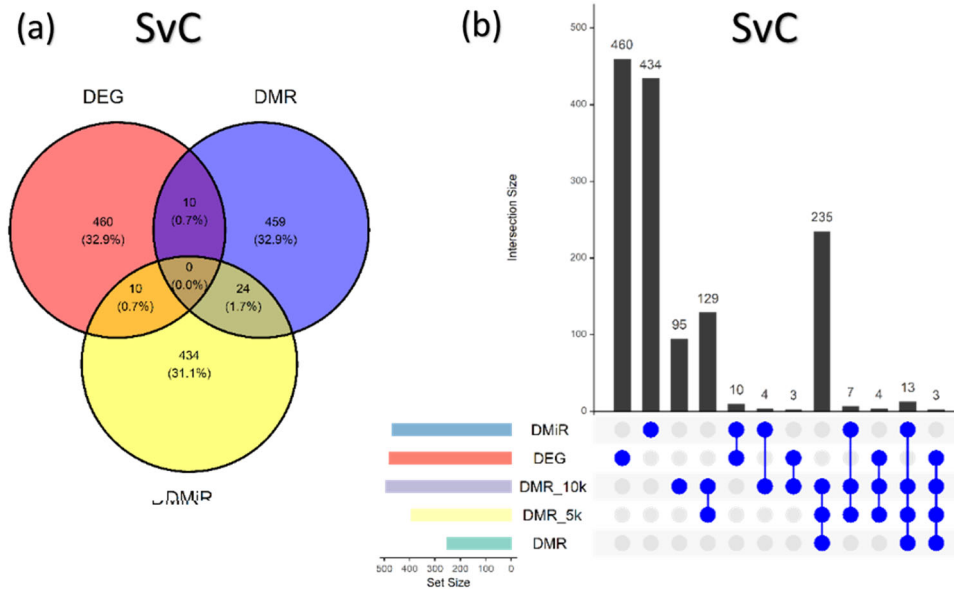 (a) SvC
DEG DMR
460
(32.9%)
10
(0.7%)
459
(32.9%)
0
(0.0%)
10
(0.7%)
24
(1.7%)
434
(31.1%)
DMiR
(b) SvC
Intersection Size
500
400
300
200
100
0
460 434 95 129 10 4 3 235 7 4 13 3
DMiR
DEG
DMR_10k
DMR_5k
DMR
500 400 300 200 100 0
Set Size